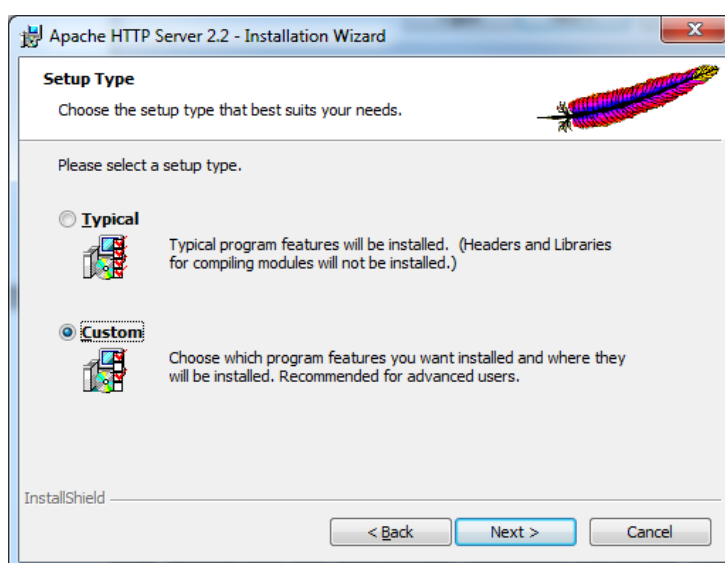 Apache HTTP Server 2.2 - Installation Wizard
Setup Type
Choose the setup type that best suits your needs.
Please select a setup type.
Typical
Typical program features will be installed. (Headers and Libraries
for compiling modules will not be installed.)
Custom
Choose which program features you want installed and where they
will be installed. Recommended for advanced users.
InstallShield
< Back
Next >
Cancel